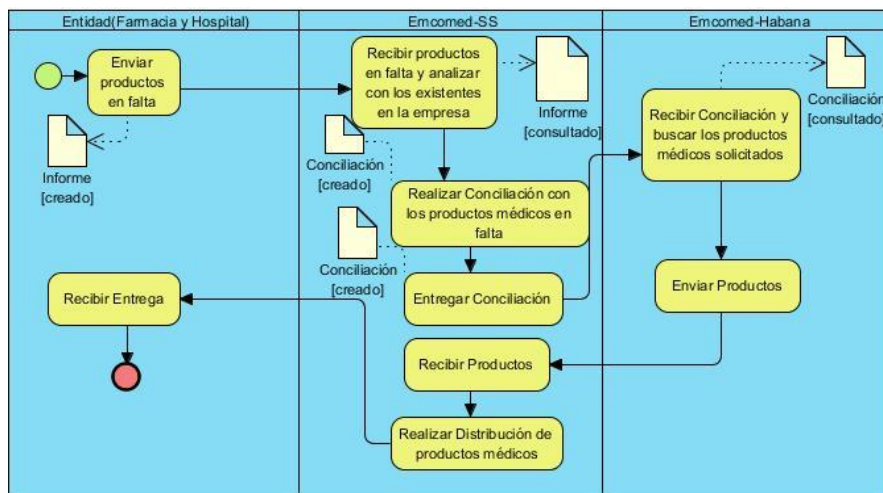 Entidad(Farmacia y Hospital)
Emcomed-SS
Emcomed-Habana
Enviar
productos
en falta
Informe
[creado]
Recibir productos
en falta y analizar
con los existentes
en la empresa
Informe
[consultado]
Conciliación
[creado]
Realizar Conciliación con
los productos médicos en
falta
Conciliación
[creado]
Entregar Conciliación
Recibir Conciliación y
buscar los productos
médicos solicitados
Conciliación
[consultado]
Enviar Productos
Recibir Productos
Realizar Distribución de
productos médicos
Recibir Entrega